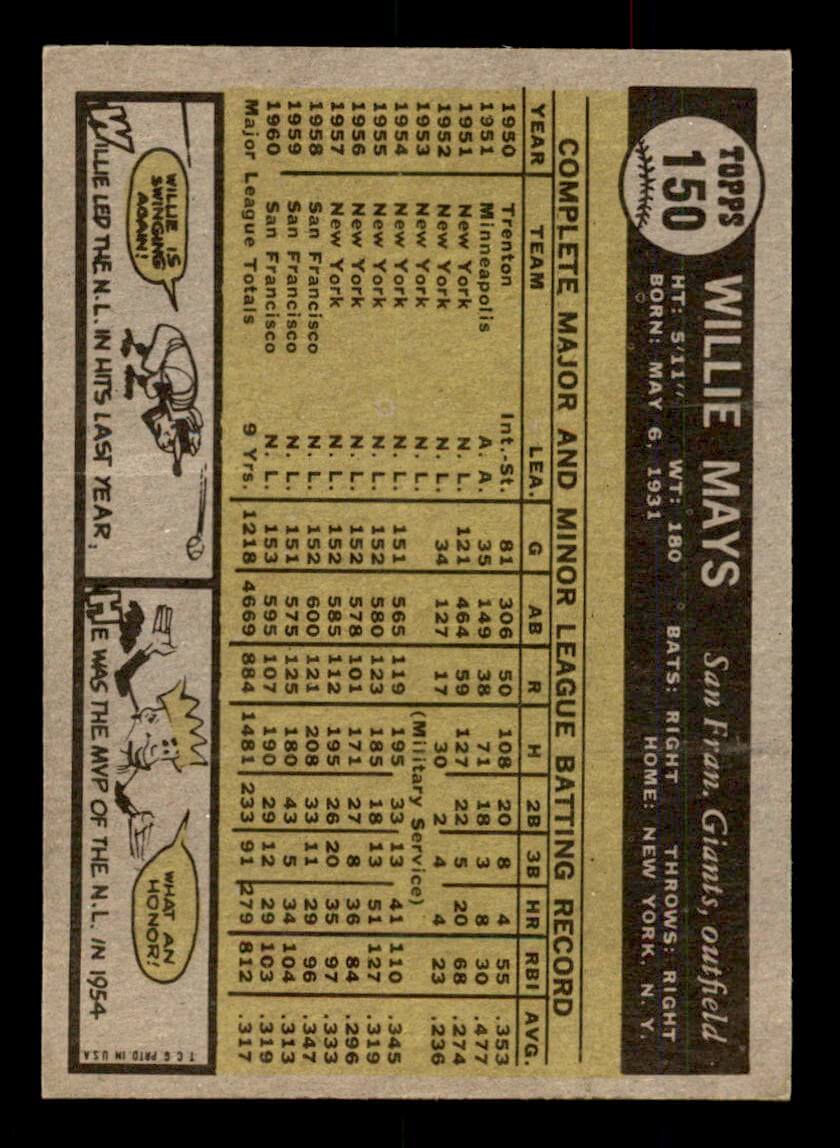 TOPPS
150
WILLIE MAYS San Fran. Giants, outfield
HT: 5'11" WT: 180 BATS: RIGHT THROWS: RIGHT
BORN: MAY 6, 1931 HOME: NEW YORK, N. Y.
COMPLETE MAJOR AND MINOR LEAGUE BATTING RECORD
YEAR TEAM LEA. G AB R H 2B 3B HR RBI AVG.
1950 Trenton Int.-St. 81 306 50 108 20 8 4 55 .353
1951 Minneapolis A. A. 35 149 38 71 18 3 8 30 .477
1951 New York N. L. 121 464 59 127 22 5 20 68 .274
1952 New York N. L. 34 127 17 30 2 4 4 23 .236
1953 New York N. L. (Military Service)
1954 New York N. L. 151 565 119 195 33 13 41 110 .345
1955 New York N. L. 152 580 123 185 18 13 51 127 .319
1956 New York N. L. 152 578 101 171 27 8 36 84 .296
1957 New York N. L. 152 585 112 195 26 20 35 97 .333
1958 San Francisco N. L. 152 600 121 208 33 11 29 96 .347
1959 San Francisco N. L. 151 575 125 180 43 5 34 104 .313
1960 San Francisco N. L. 153 595 107 190 29 12 29 103 .319
Major League Totals 9 Yrs. 1218 4669 884 1481 233 91 279 812 .317
WILLIE IS
SWINGING
AGAIN!
WILLIE LED THE N.L. IN HITS LAST YEAR,
WHAT AN
HONOR!
HE WAS THE MVP OF THE N.L. IN 1954
T.C.G. PRTD. IN U.S.A